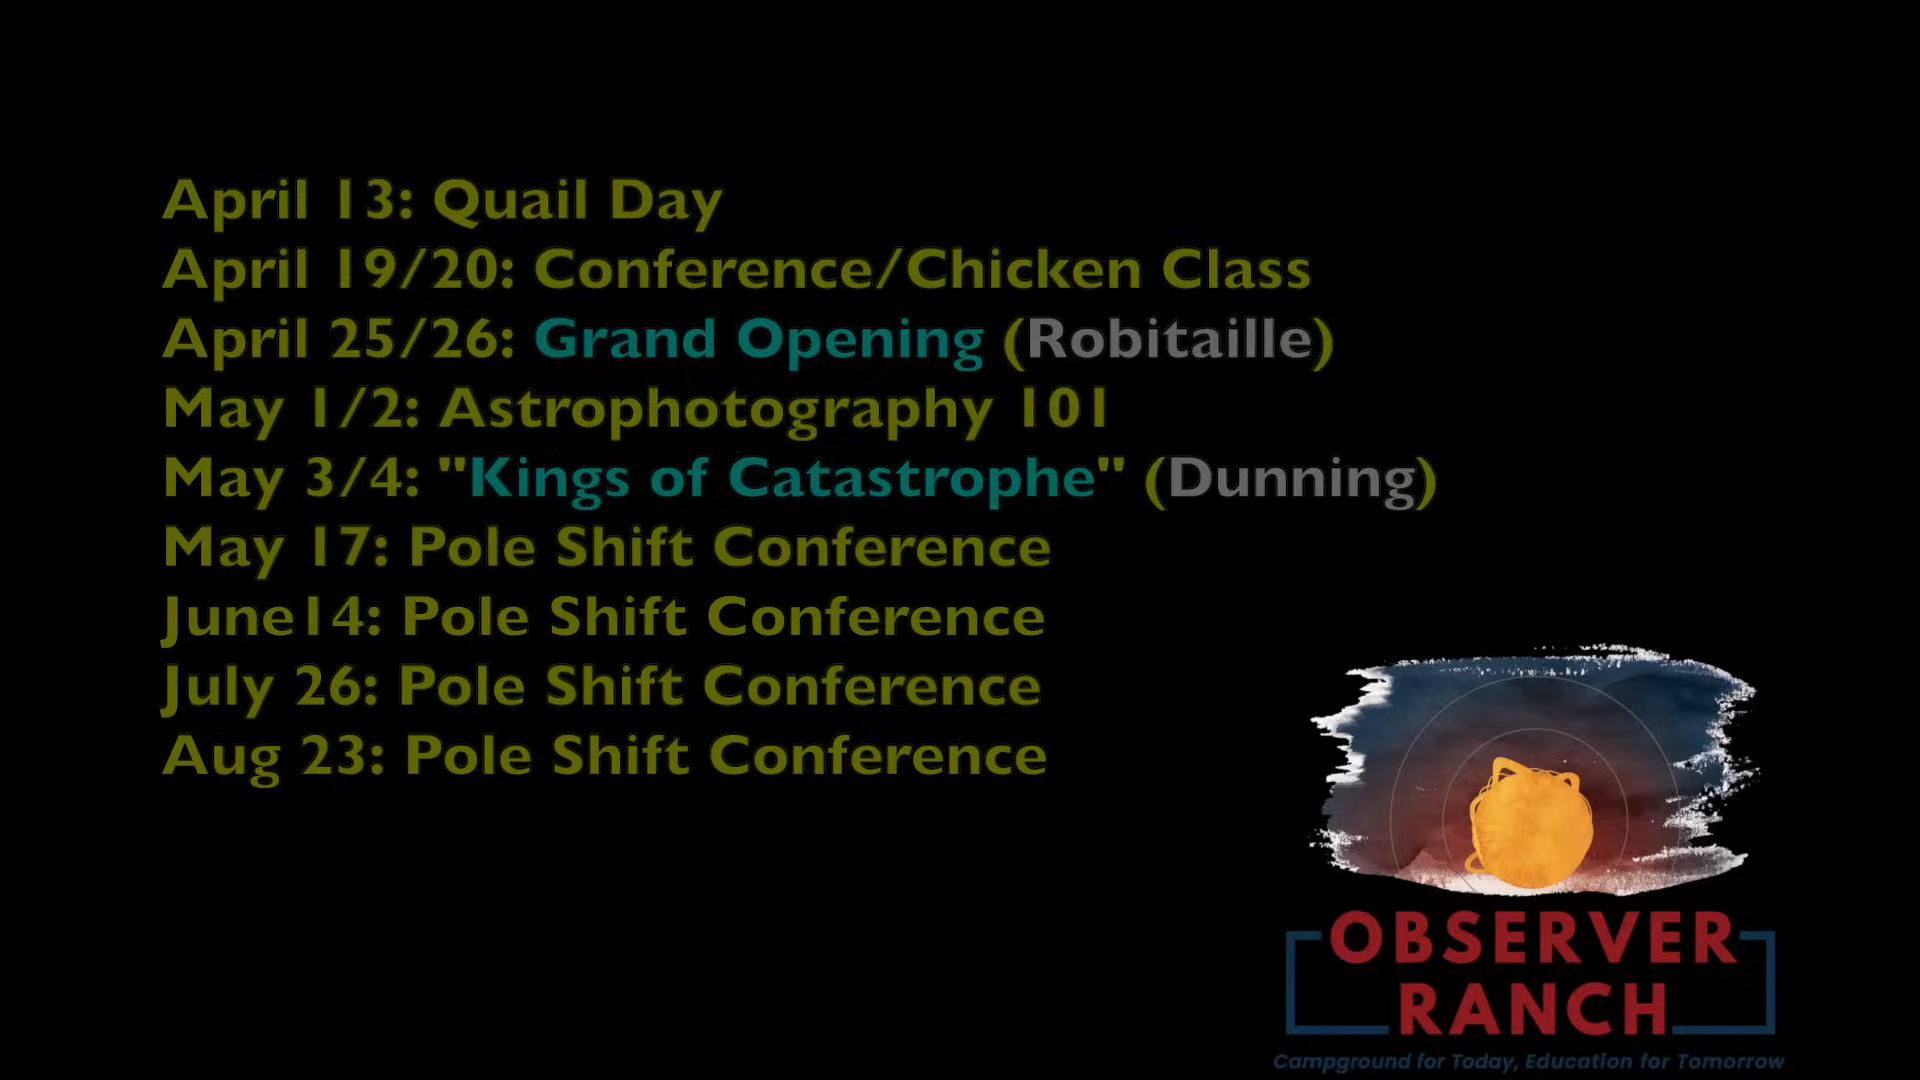 April 13: Quail Day
April 19/20: Conference/Chicken Class
April 25/26: Grand Opening (Robitaille)
May 1/2: Astrophotography 101
May 3/4: "Kings of Catastrophe" (Dunning)
May 17: Pole Shift Conference
June14: Pole Shift Conference
July 26: Pole Shift Conference
Aug 23: Pole Shift Conference
OBSERVER
RANCH
Campground for Today, Education for Tomorrow